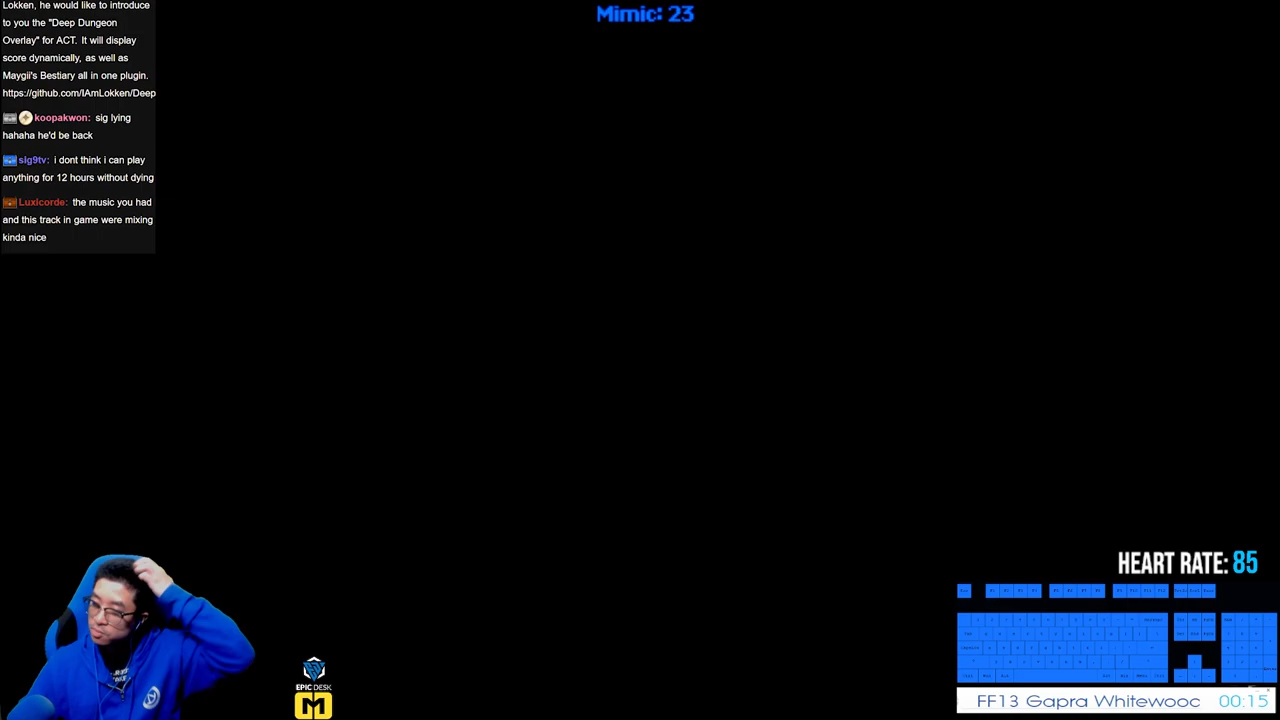 Lokken, he would like to introduce
to you the "Deep Dungeon
Overlay" for ACT. It will display
score dynamically, as well as
Maygii's Bestiary all in one plugin.
https://github.com/IAmLokken/Deep
koopakwon: sig lying
hahaha he'd be back
sig9tv: i dont think i can play
anything for 12 hours without dying
Luxicorde: the music you had
and this track in game were mixing
kinda nice
Mimic: 23
HEART RATE: 85
EPIC DESK
M
FF13 Gapra Whitewooc 00:15